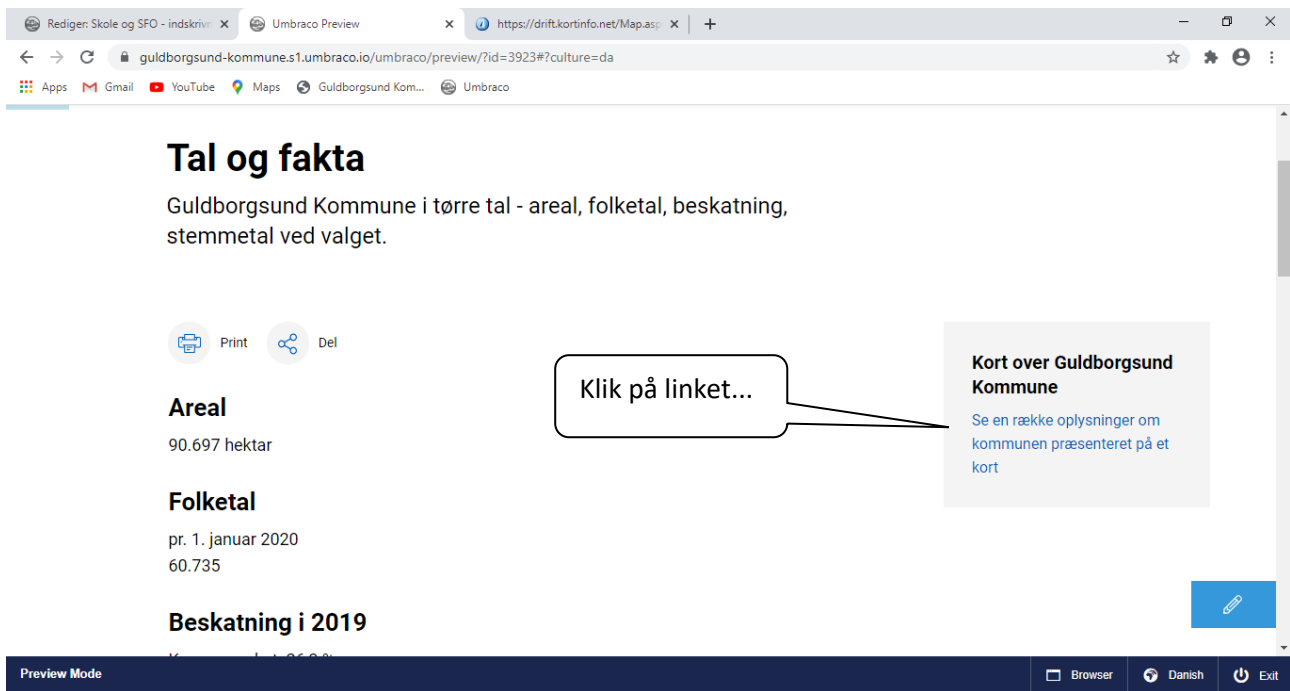 Rediger: Skole og SFO - indskrivn
Umbraco Preview
https://drift.kortinfo.net/Map.asp
guldborgsund-kommune.s1.umbraco.io/umbraco/preview/?id=3923#?culture=da
Apps Gmail YouTube Maps Guldborgsund Kom... Umbraco
Tal og fakta
Guldborgsund Kommune i tørre tal - areal, folketal, beskatning,
stemmetal ved valget.
Print Del
Klik på linket...
Kort over Guldborgsund
Kommune
Se en række oplysninger om
kommunen præsenteret på et
kort
Areal
90.697 hektar
Folketal
pr. 1. januar 2020
60.735
Beskatning i 2019
Preview Mode
Browser Danish Exit